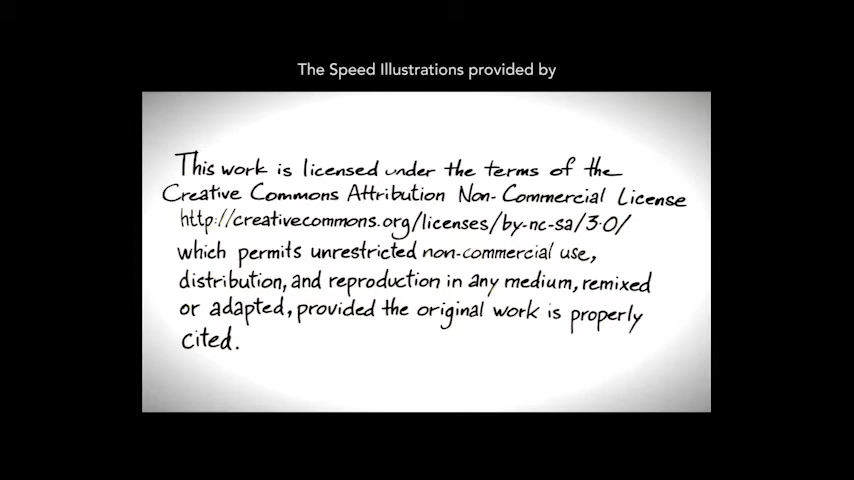 The Speed Illustrations provided by
This work is licensed under the terms of the
Creative Commons Attribution Non-Commercial License
http://creativecommons.org/licenses/by-nc-sa/3.0/
which permits unrestricted non-commercial use,
distribution, and reproduction in any medium, remixed
or adapted, provided the original work is properly
cited.